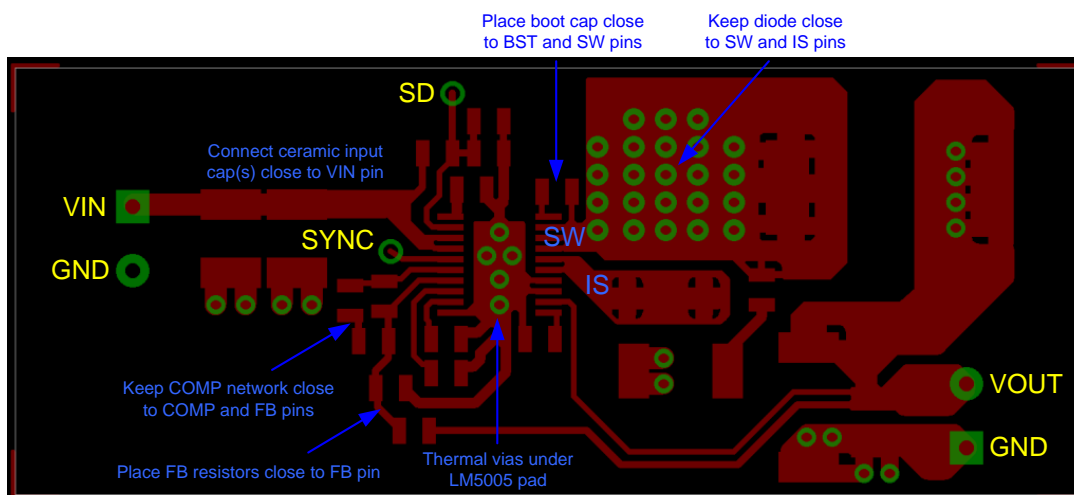 Place boot cap close
to BST and SW pins
Keep diode close
to SW and IS pins
SD
Connect ceramic input
cap(s) close to VIN pin
VIN
SYNC
SW
GND
IS
Keep COMP network close
to COMP and FB pins
VOUT
GND
Place FB resistors close to FB pin
Thermal vias under
LM5005 pad